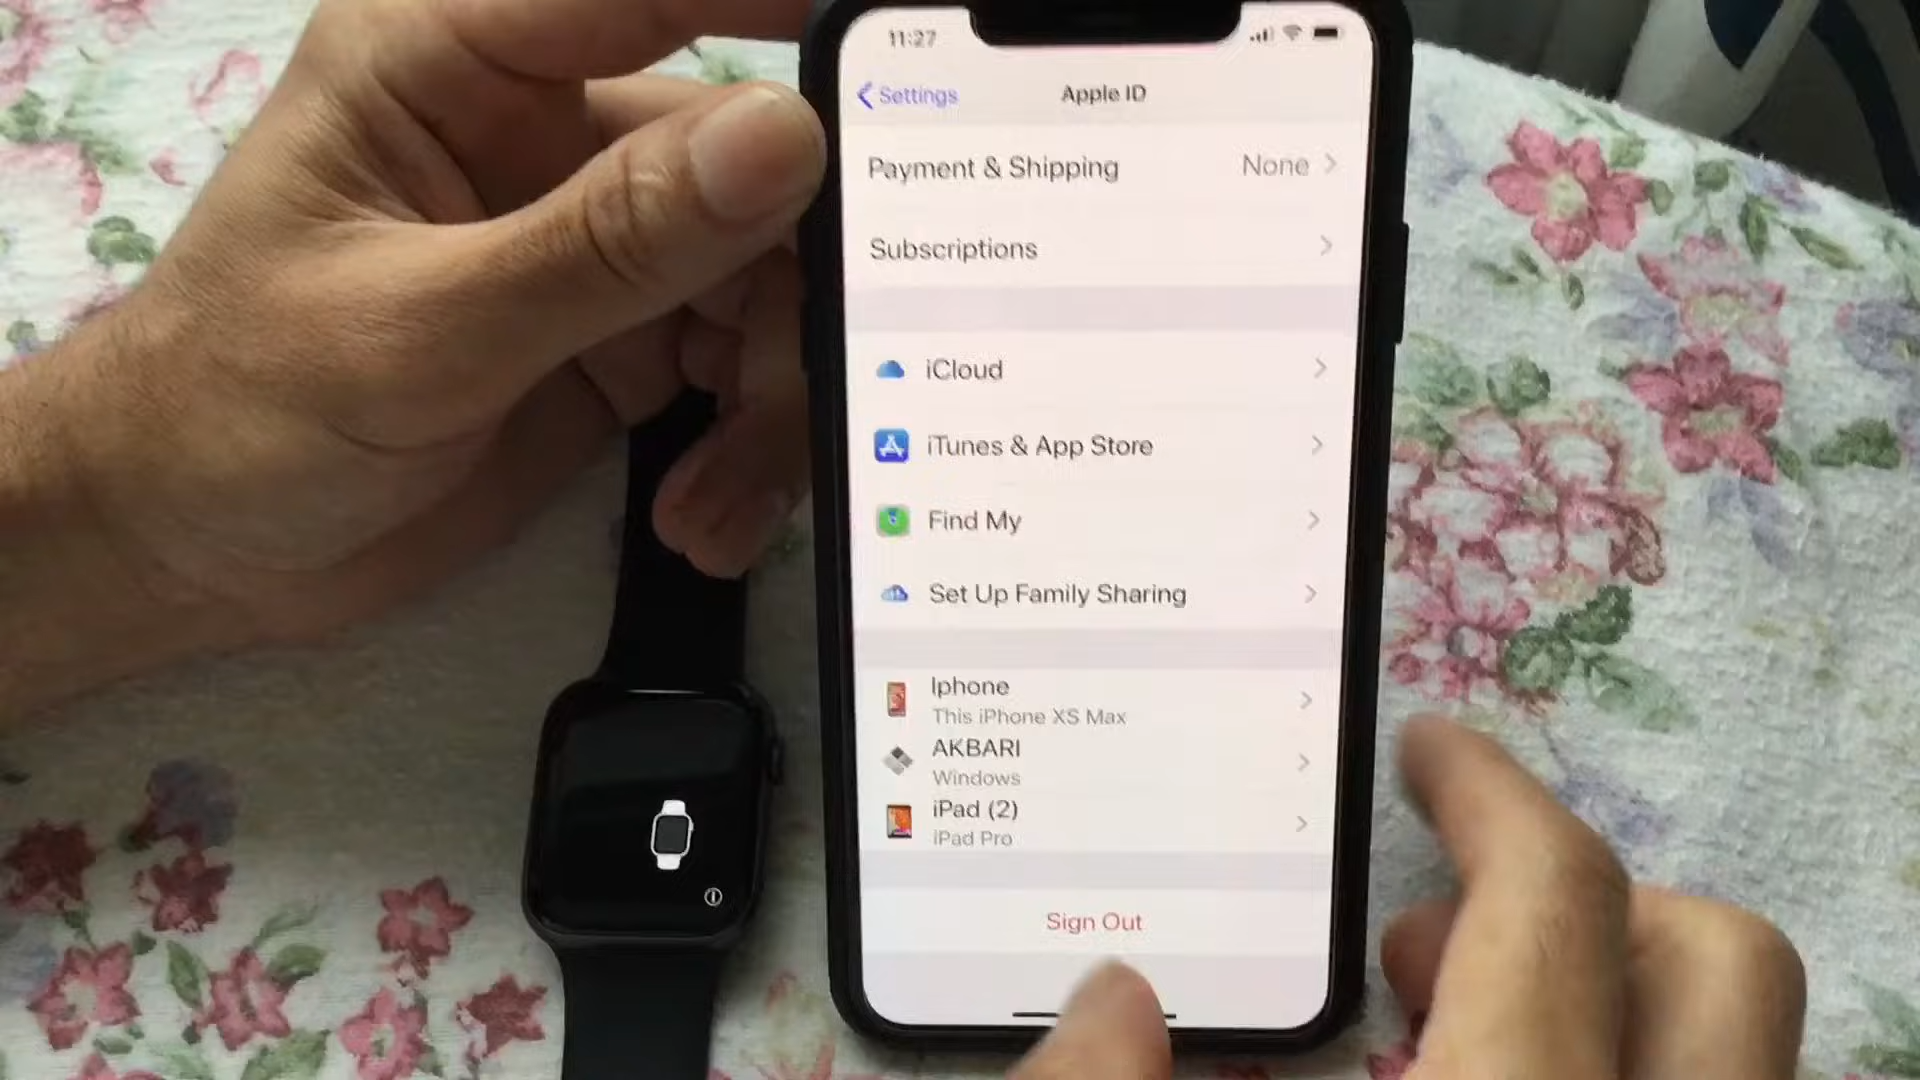 11:27
Settings
Apple ID
Payment & Shipping None
Subscriptions
iCloud
iTunes & App Store
Find My
Set Up Family Sharing
Iphone
This iPhone XS Max
AKBARI
Windows
iPad (2)
iPad Pro
Sign Out